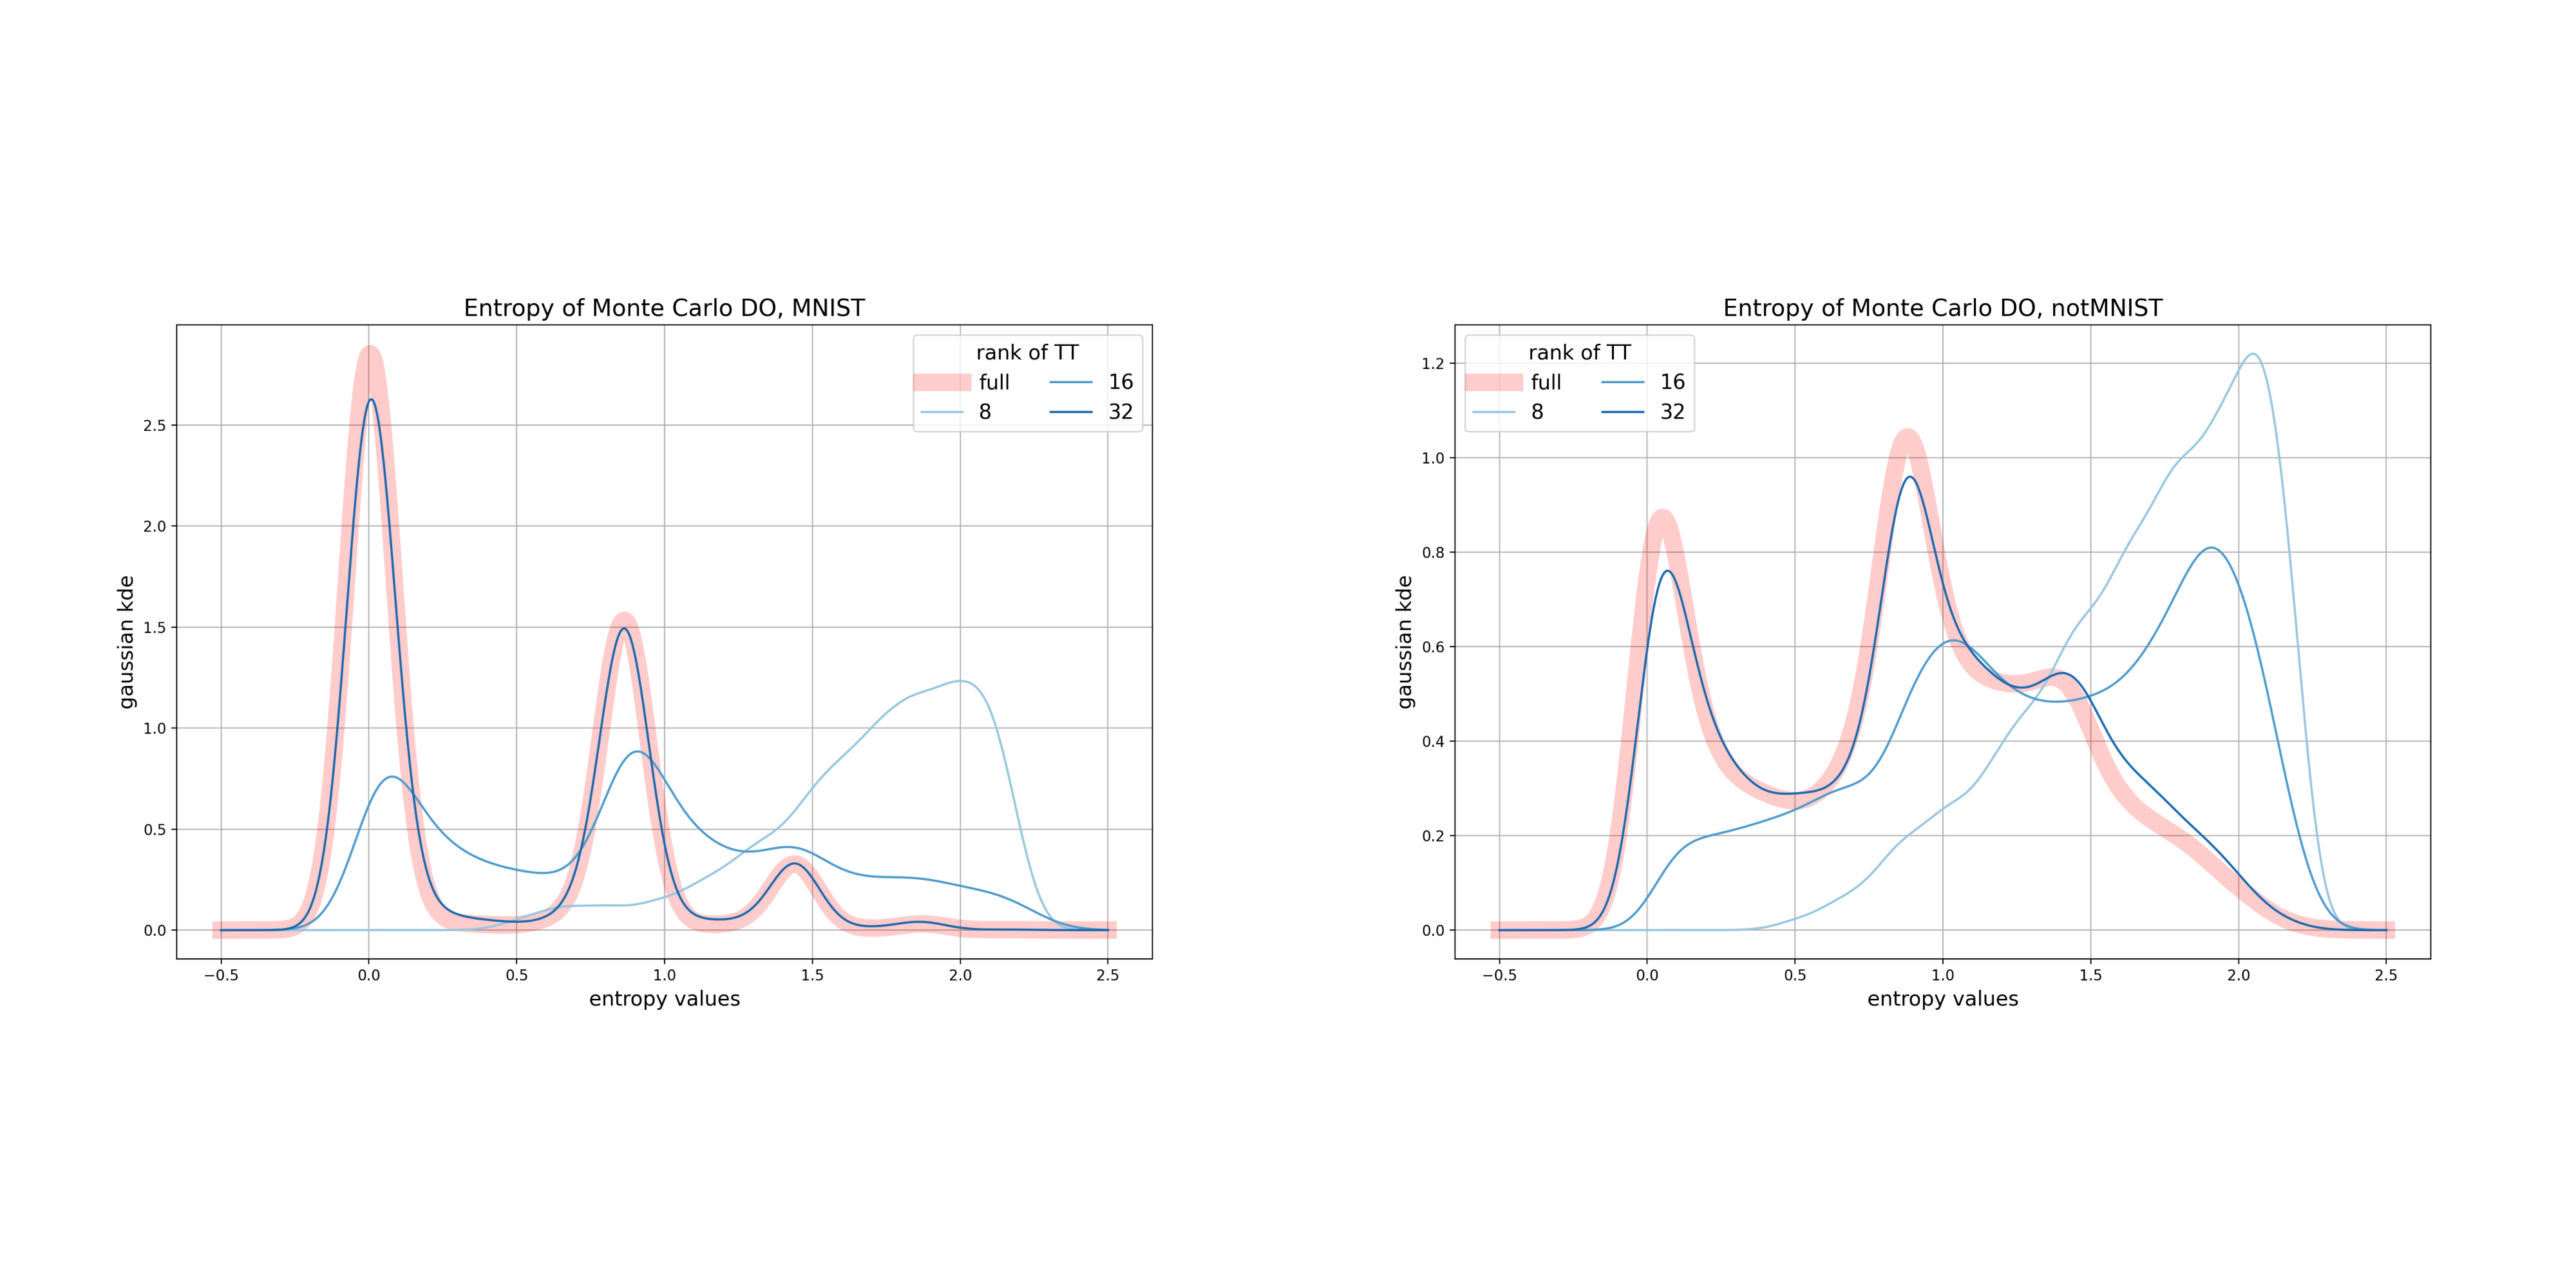 Entropy of Monte Carlo DO, MNIST
rank of TT
full 16
8 32
2.5
2.0
1.5
1.0
0.5
0.0
gaussian kde
−0.5 0.0 0.5 1.0 1.5 2.0 2.5
entropy values
Entropy of Monte Carlo DO, notMNIST
rank of TT
full 16
8 32
1.2
1.0
0.8
0.6
0.4
0.2
0.0
gaussian kde
−0.5 0.0 0.5 1.0 1.5 2.0 2.5
entropy values